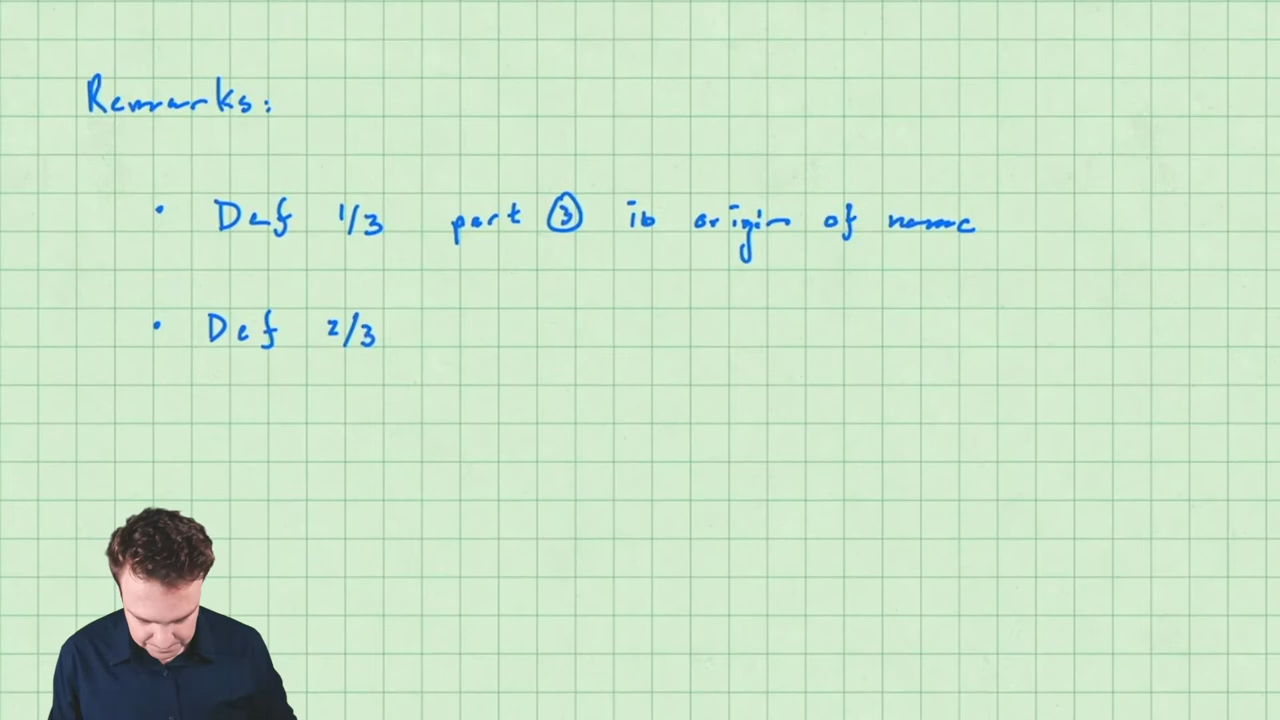 Remarks:
• Def 1/3 part ③ is origin of name
• Def 2/3